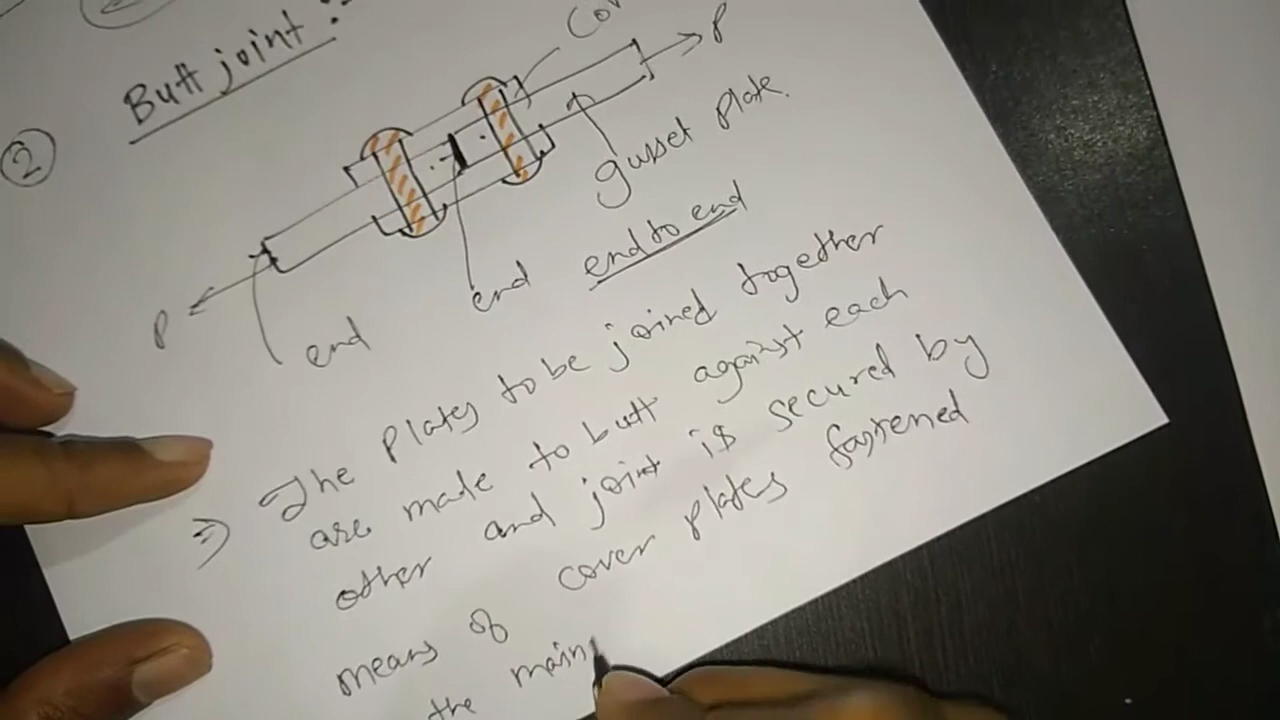 ② Butt joint :-
Cov
P
gusset plate.
P
end
end
end to end
⇒ The plates to be joined together
are made to butt against each
other and joint is secured by
means of cover plates fastened
the main